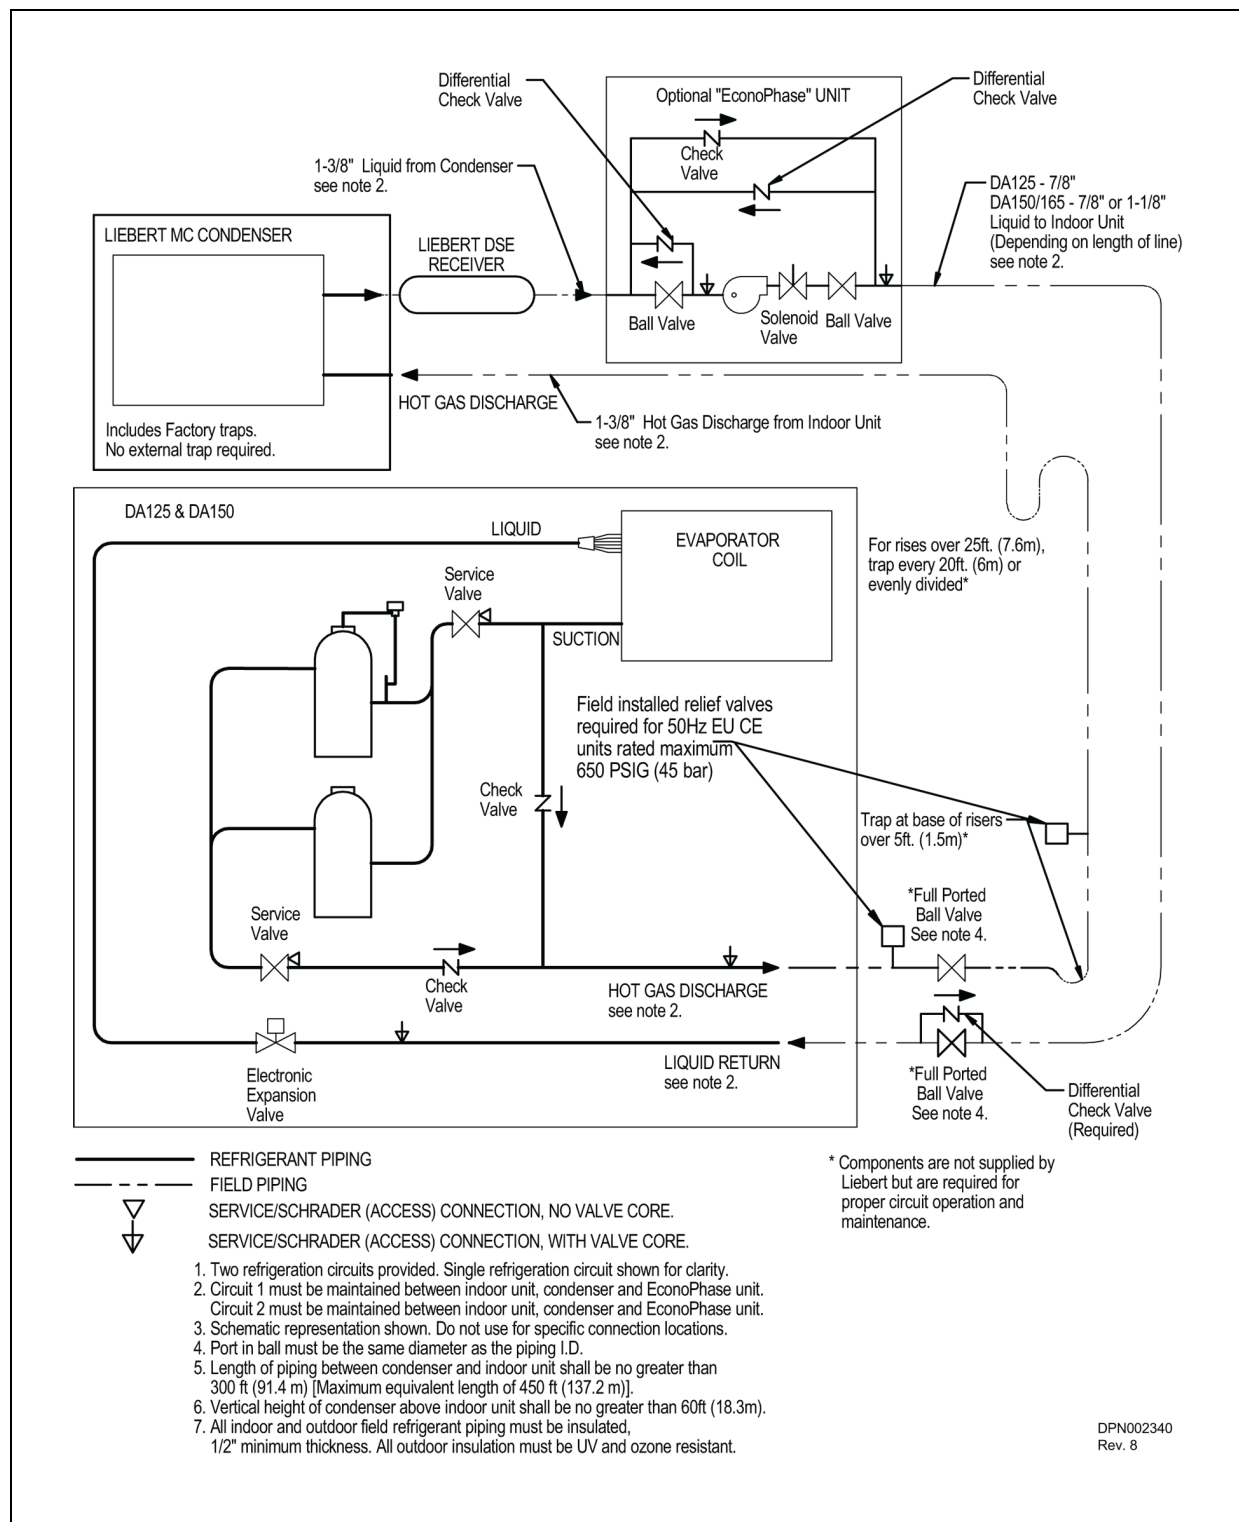 Differential
Check Valve
Optional "EconoPhase" UNIT
Differential
Check Valve
Check
Valve
1-3/8" Liquid from Condenser
see note 2.
DA125 - 7/8"
DA150/165 - 7/8" or 1-1/8"
Liquid to Indoor Unit
(Depending on length of line)
see note 2.
LIEBERT MC CONDENSER
LIEBERT DSE
RECEIVER
Ball Valve
Solenoid
Valve
Ball Valve
HOT GAS DISCHARGE
1-3/8" Hot Gas Discharge from Indoor Unit
see note 2.
Includes Factory traps.
No external trap required.
DA125 & DA150
LIQUID
EVAPORATOR
COIL
For rises over 25ft. (7.6m),
trap every 20ft. (6m) or
evenly divided*
Service
Valve
SUCTION
Field installed relief valves
required for 50Hz EU CE
units rated maximum
650 PSIG (45 bar)
Check
Valve
Trap at base of risers
over 5ft. (1.5m)*
*Full Ported
Ball Valve
See note 4.
Service
Valve
Check
Valve
HOT GAS DISCHARGE
see note 2.
LIQUID RETURN
see note 2.
Electronic
Expansion
Valve
*Full Ported
Ball Valve
See note 4.
Differential
Check Valve
(Required)
REFRIGERANT PIPING
FIELD PIPING
SERVICE/SCHRADER (ACCESS) CONNECTION, NO VALVE CORE.
SERVICE/SCHRADER (ACCESS) CONNECTION, WITH VALVE CORE.
* Components are not supplied by
Liebert but are required for
proper circuit operation and
maintenance.
1. Two refrigeration circuits provided. Single refrigeration circuit shown for clarity.
2. Circuit 1 must be maintained between indoor unit, condenser and EconoPhase unit.
Circuit 2 must be maintained between indoor unit, condenser and EconoPhase unit.
3. Schematic representation shown. Do not use for specific connection locations.
4. Port in ball must be the same diameter as the piping I.D.
5. Length of piping between condenser and indoor unit shall be no greater than
300 ft (91.4 m) [Maximum equivalent length of 450 ft (137.2 m)].
6. Vertical height of condenser above indoor unit shall be no greater than 60ft (18.3m).
7. All indoor and outdoor field refrigerant piping must be insulated,
1/2" minimum thickness. All outdoor insulation must be UV and ozone resistant.
DPN002340
Rev. 8